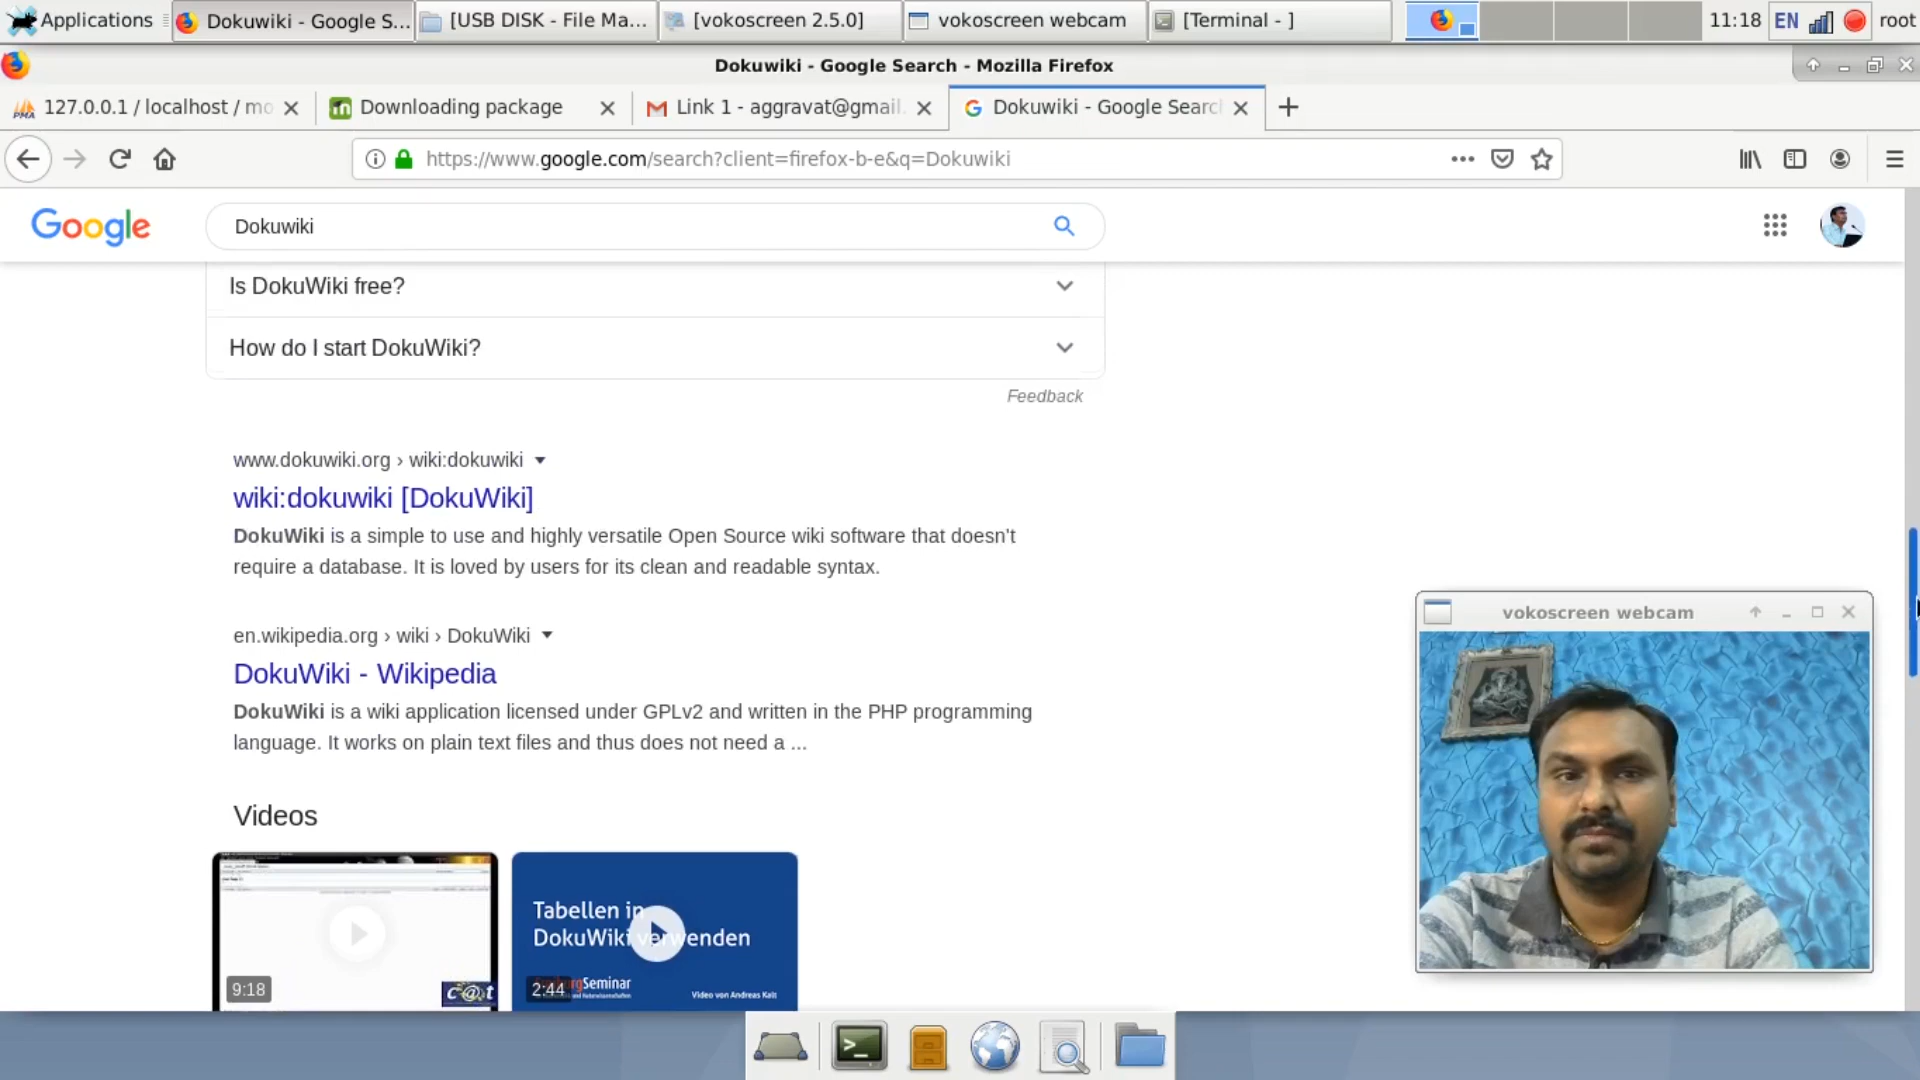 Applications
Dokuwiki - Google S...
[USB DISK - File Ma...
[vokoscreen 2.5.0]
vokoscreen webcam
[Terminal - ]
11:18
EN
root
Dokuwiki - Google Search - Mozilla Firefox
PMA
127.0.0.1 / localhost / mo
Downloading package
Link 1 - aggravat@gmail.
Dokuwiki - Google Search
https://www.google.com/search?client=firefox-b-e&q=Dokuwiki
Google
Dokuwiki
Is DokuWiki free?
How do I start DokuWiki?
Feedback
www.dokuwiki.org › wiki:dokuwiki
wiki:dokuwiki [DokuWiki]
DokuWiki is a simple to use and highly versatile Open Source wiki software that doesn't
require a database. It is loved by users for its clean and readable syntax.
en.wikipedia.org › wiki › DokuWiki
DokuWiki - Wikipedia
DokuWiki is a wiki application licensed under GPLv2 and written in the PHP programming
language. It works on plain text files and thus does not need a ...
vokoscreen webcam
Videos
9:18
c@t
Tabellen in
DokuWiki verwenden
2:44
Seminar
Video von Andreas Kalt